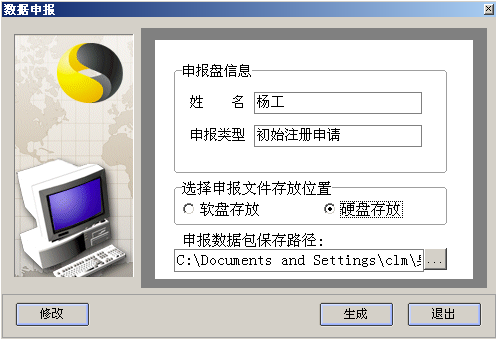 数据申报
申报盘信息
姓 名 杨工
申报类型 初始注册申请
选择申报文件存放位置
软盘存放 硬盘存放
申报数据包保存路径:
C:\Documents and Settings\clm\ ...
修改 生成 退出